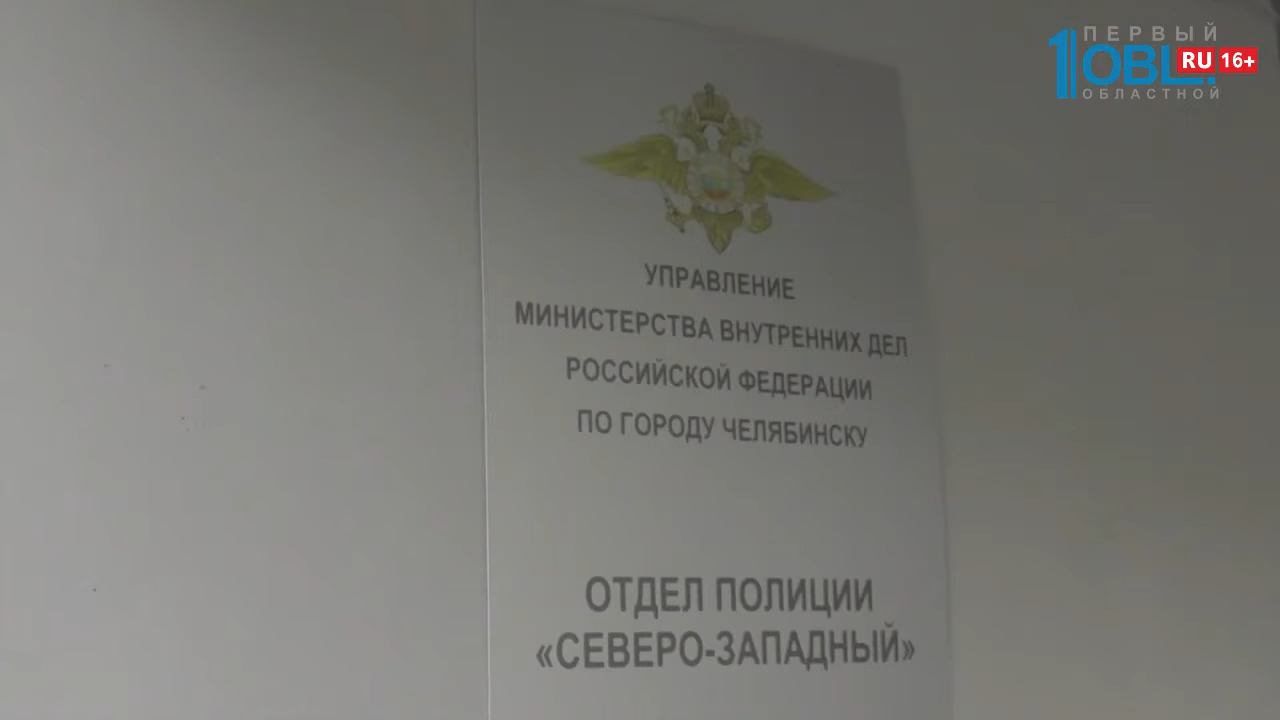 ПЕРВЫЙ
1OBL.
RU 16+
ОБЛАСТНОЙ
УПРАВЛЕНИЕ
МИНИСТЕРСТВА ВНУТРЕННИХ ДЕЛ
РОССИЙСКОЙ ФЕДЕРАЦИИ
ПО ГОРОДУ ЧЕЛЯБИНСКУ
ОТДЕЛ ПОЛИЦИИ
«СЕВЕРО-ЗАПАДНЫЙ»